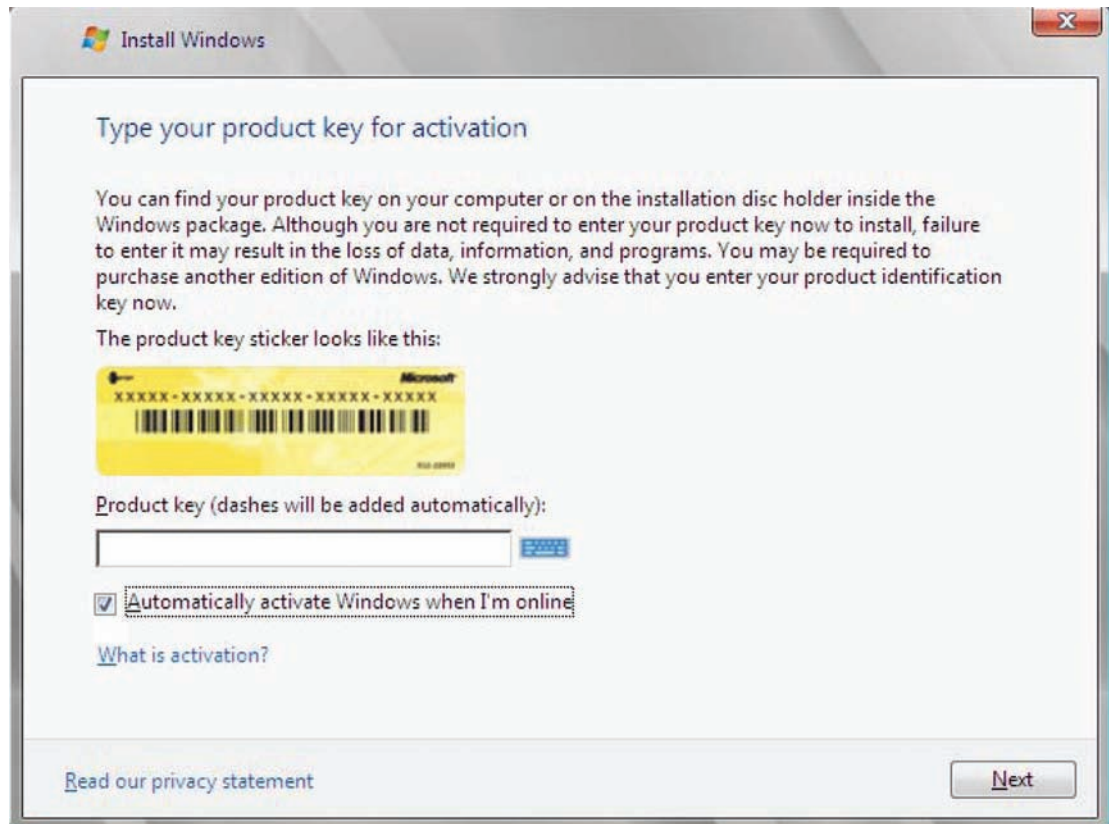 Install Windows
Type your product key for activation
You can find your product key on your computer or on the installation disc holder inside the
Windows package. Although you are not required to enter your product key now to install, failure
to enter it may result in the loss of data, information, and programs. You may be required to
purchase another edition of Windows. We strongly advise that you enter your product identification
key now.
The product key sticker looks like this:
Microsoft
XXXXX-XXXXX-XXXXX-XXXXX-XXXXX
Product key (dashes will be added automatically):
Automatically activate Windows when I'm online
What is activation?
Read our privacy statement
Next